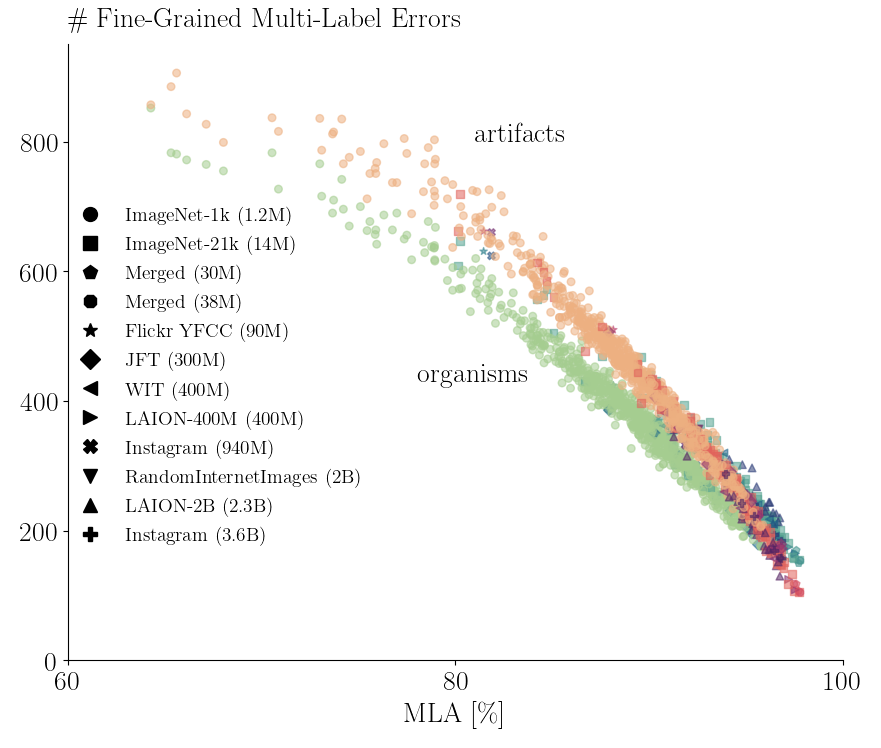 # Fine-Grained Multi-Label Errors
800
artifacts
ImageNet-1k (1.2M)
ImageNet-21k (14M)
600
Merged (30M)
Merged (38M)
Flickr YFCC (90M)
JFT (300M)
organisms
WIT (400M)
400
LAION-400M (400M)
Instagram (940M)
RandomInternetImages (2B)
LAION-2B (2.3B)
200
Instagram (3.6B)
0
60
80
100
MLA [%]